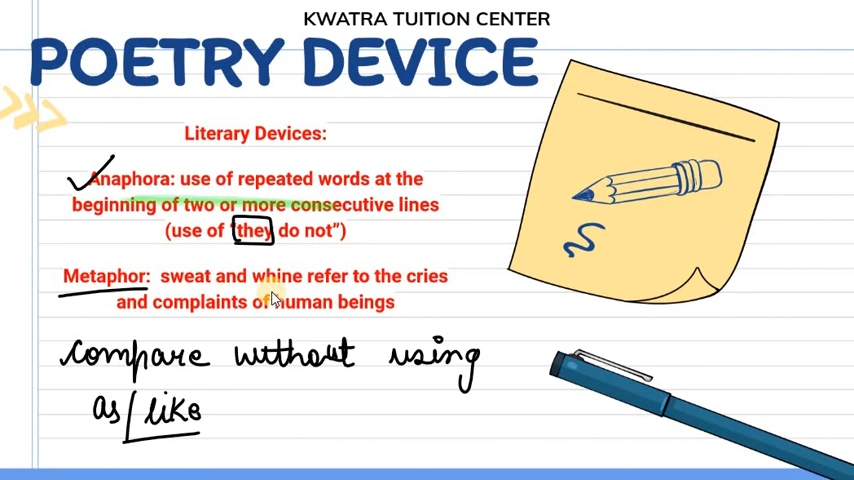 KWATRA TUITION CENTER
POETRY DEVICE
Literary Devices:
Anaphora: use of repeated words at the
beginning of two or more consecutive lines
(use of "they do not")
Metaphor: sweat and whine refer to the cries
and complaints of human beings
compare without using
as/like